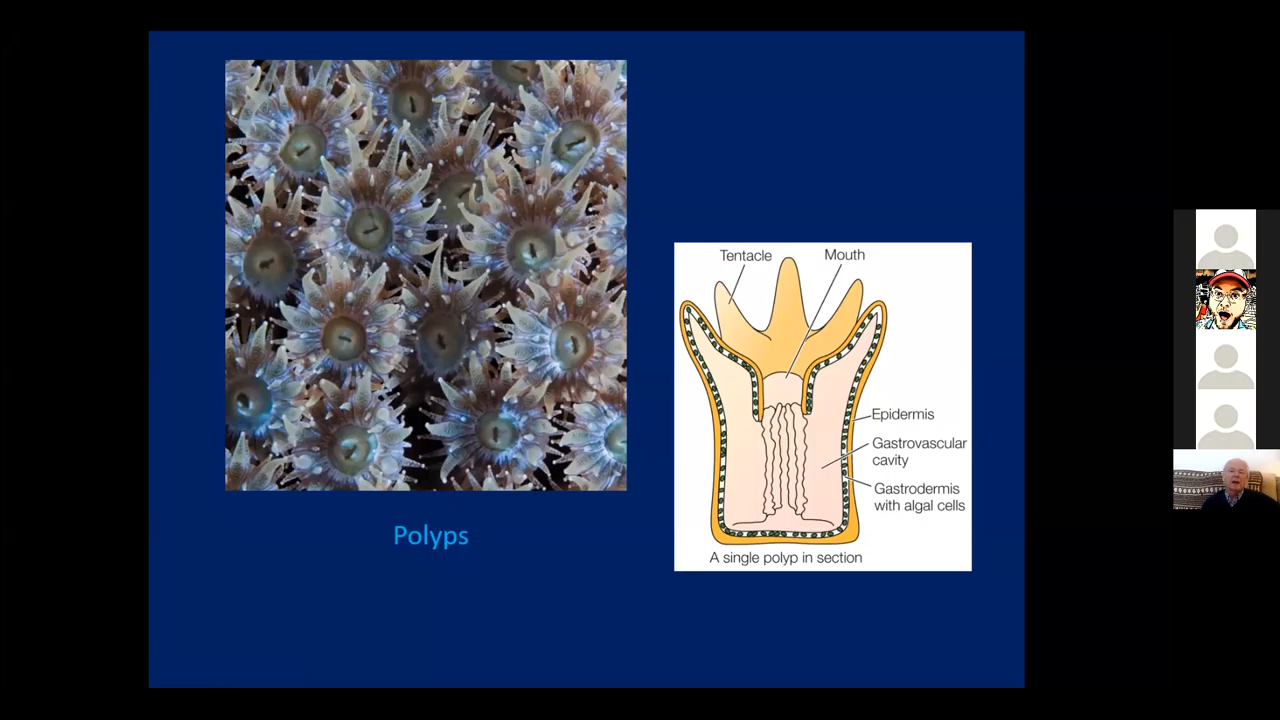 Tentacle
Mouth
Epidermis
Gastrovascular
cavity
Gastrodermis
with algal cells
A single polyp in section
Polyps